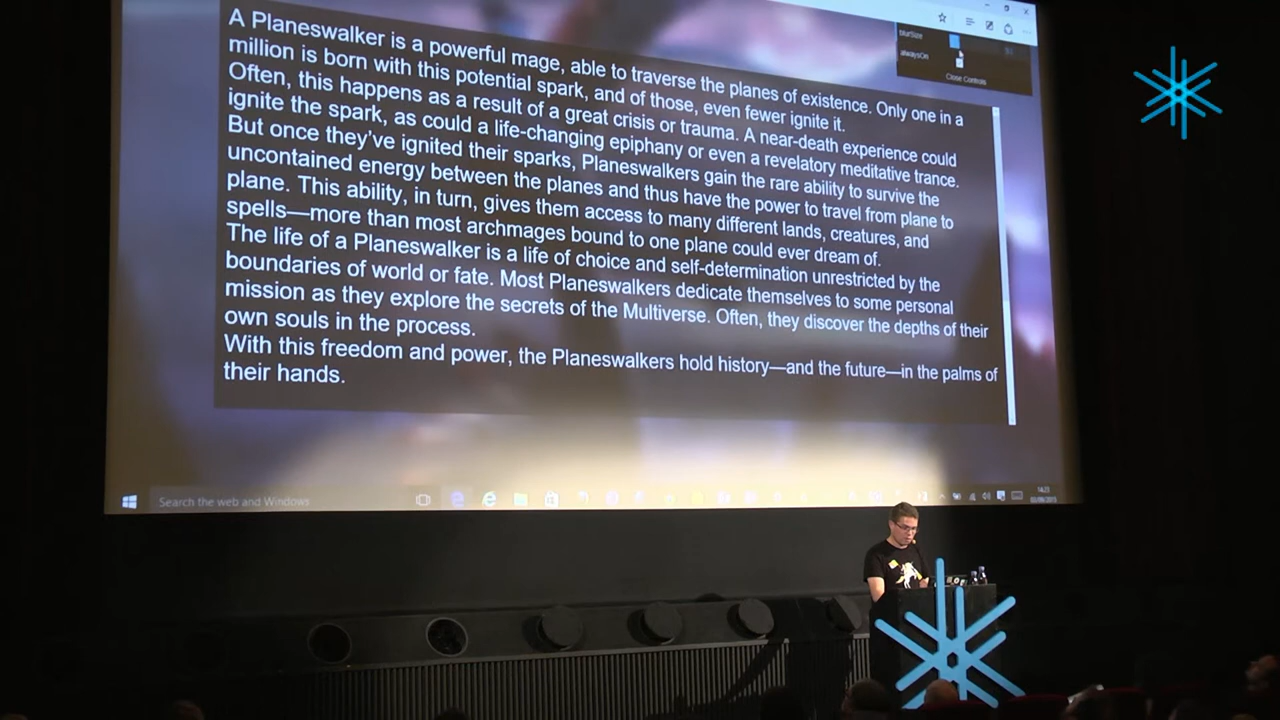 A Planeswalker is a powerful mage, able to traverse the planes of existence. Only one in a
million is born with this potential spark, and of those, even fewer ignite it.
Often, this happens as a result of a great crisis or trauma. A near-death experience could
ignite the spark, as could a life-changing epiphany or even a revelatory meditative trance.
But once they've ignited their sparks, Planeswalkers gain the rare ability to survive the
uncontained energy between the planes and thus have the power to travel from plane to
plane. This ability, in turn, gives them access to many different lands, creatures, and
spells—more than most archmages bound to one plane could ever dream of.
The life of a Planeswalker is a life of choice and self-determination unrestricted by the
boundaries of world or fate. Most Planeswalkers dedicate themselves to some personal
mission as they explore the secrets of the Multiverse. Often, they discover the depths of their
own souls in the process.
With this freedom and power, the Planeswalkers hold history—and the future—in the palms of
their hands.
blurSize
alwaysOn
Close Controls
Search the web and Windows
14:23